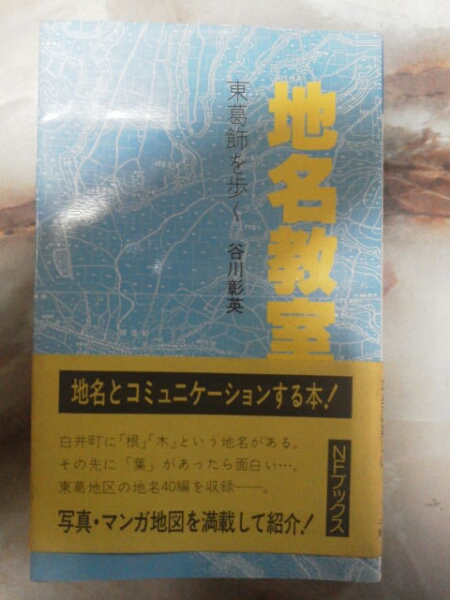 地名教室
東葛飾を歩く
谷川彰英
地名とコミュニケーションする本!
白井町に「根」「木」という地名がある。
その先に「葉」があったら面白い…。
東葛地区の地名40編を収録──。
写真・マンガ地図を満載して紹介!
NFブックス